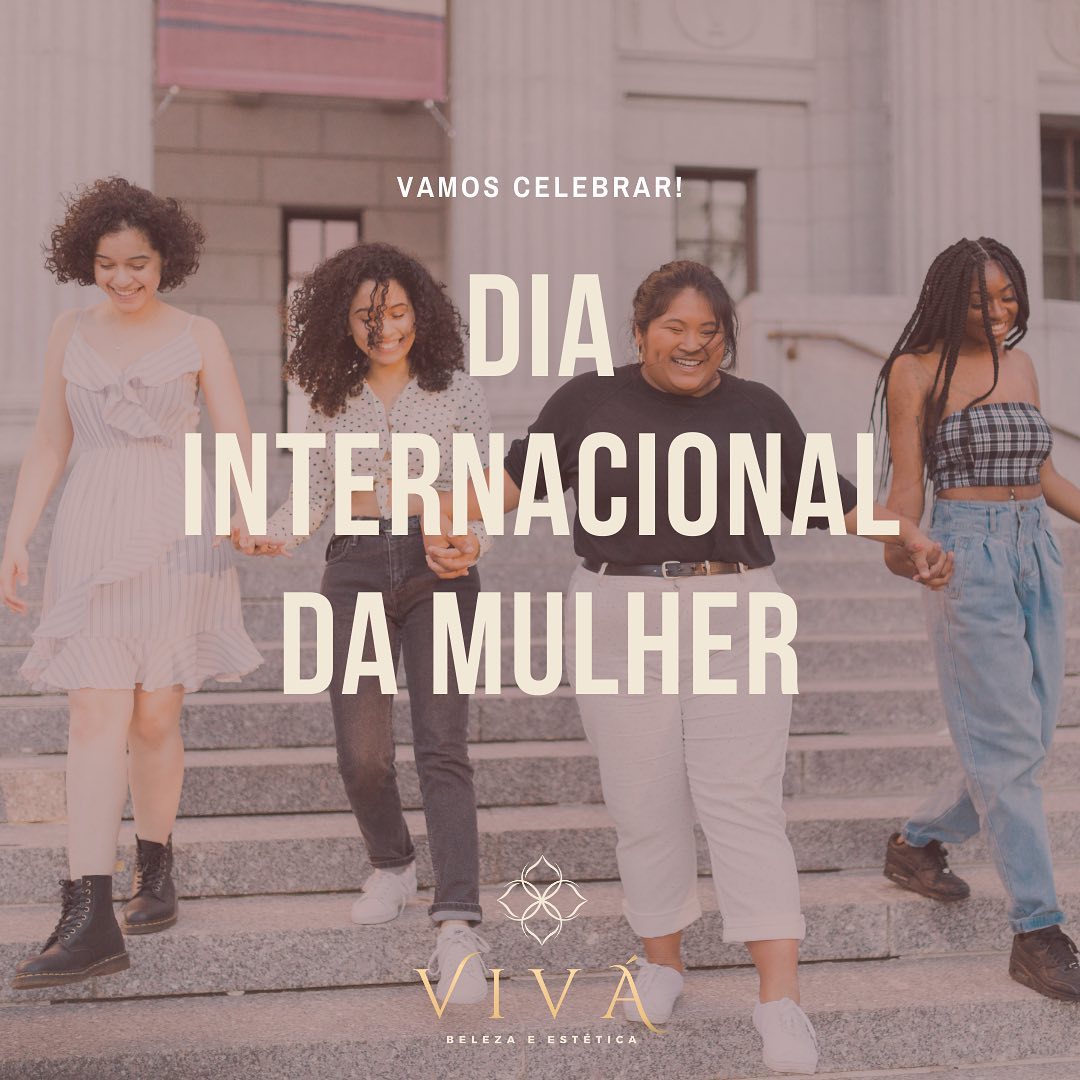 VAMOS CELEBRAR!
DIA
INTERNACIONAL
DA MULHER
VIVÁ
BELEZA E ESTÉTICA